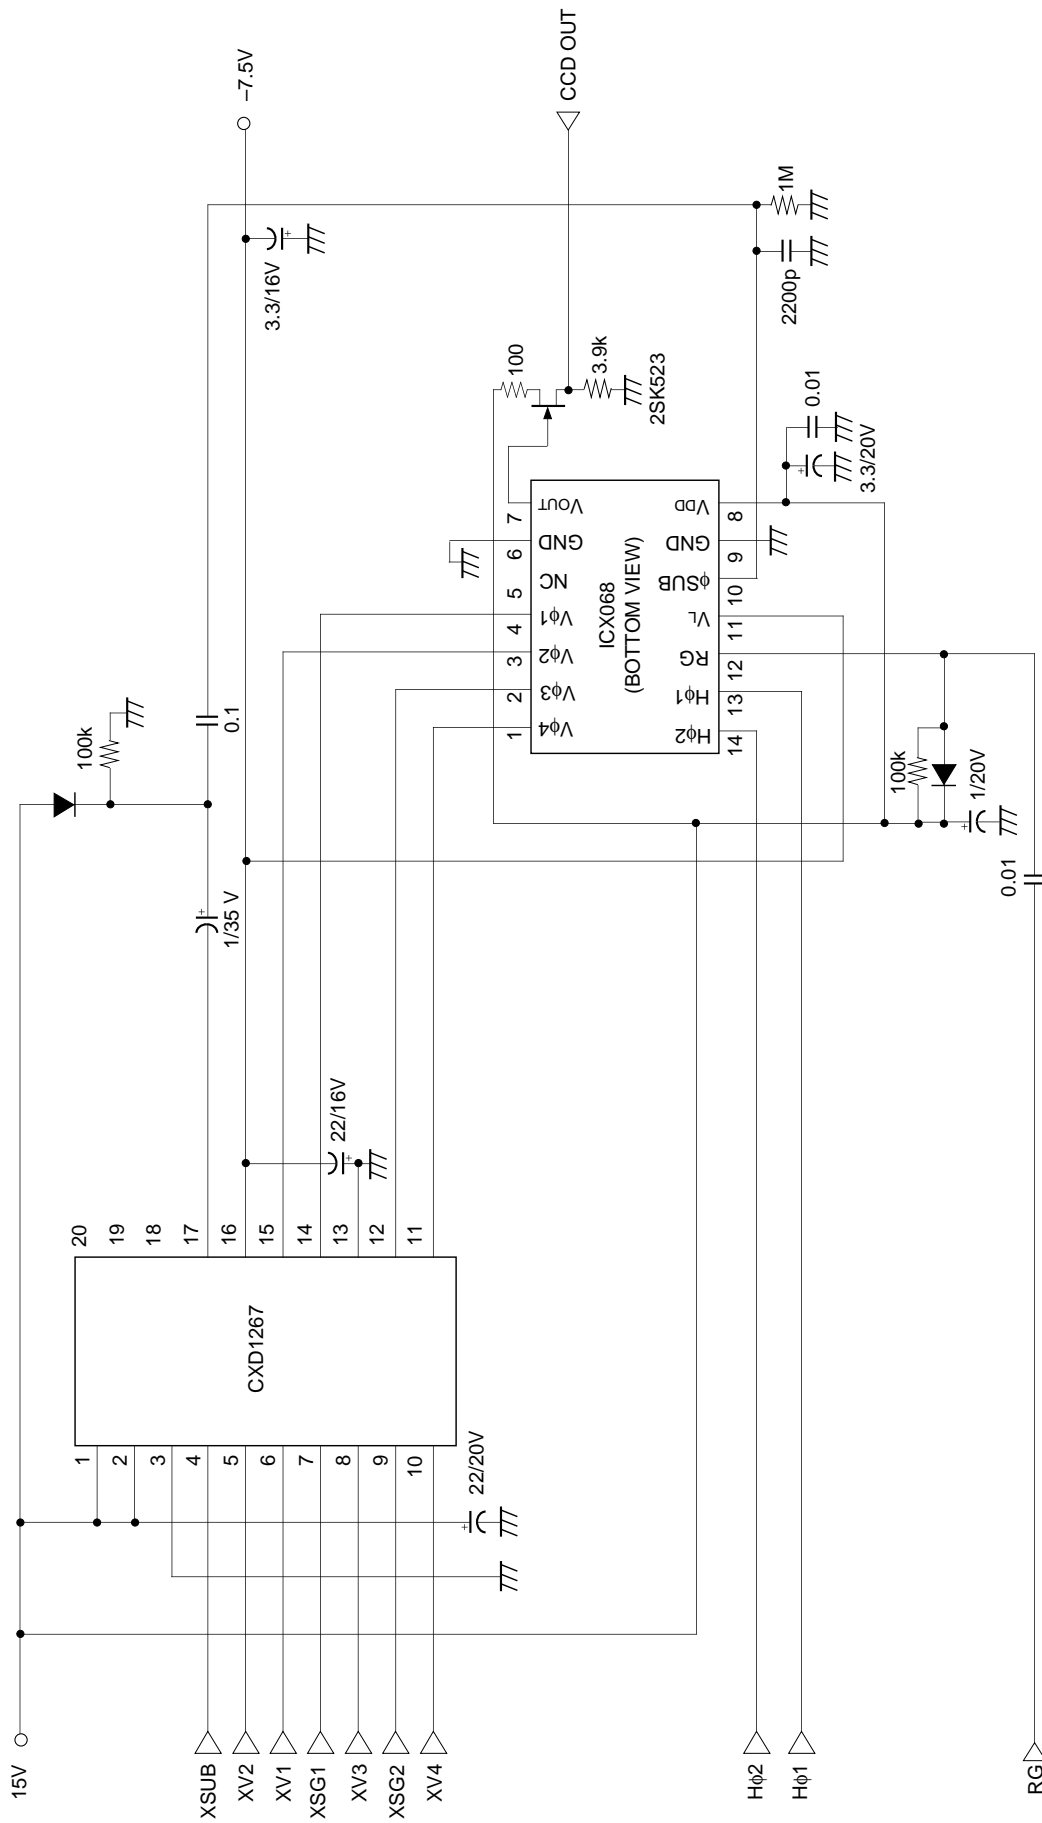 15V
XSUB
XV2
XV1
XSG1
XV3
XSG2
XV4
Hϕ2
Hϕ1
RG
22/20V
1
2
3
4
5
6
7
8
9
10
CXD1267
20
19
18
17
16
15
14
13
12
11
22/16V
1/35 V
100k
0.1
–7.5V
3.3/16V
CCD OUT
100
3.9k
2SK523
1M
2200p
0.01
3.3/20V
ICX068
(BOTTOM VIEW)
1
2
3
4
5
6
7
Vϕ4
Vϕ3
Vϕ2
Vϕ1
NC
GND
VOUT
Hϕ2
Hϕ1
RG
VL
ϕSUB
GND
VDD
14
13
12
11
10
9
8
100k
1/20V
0.01